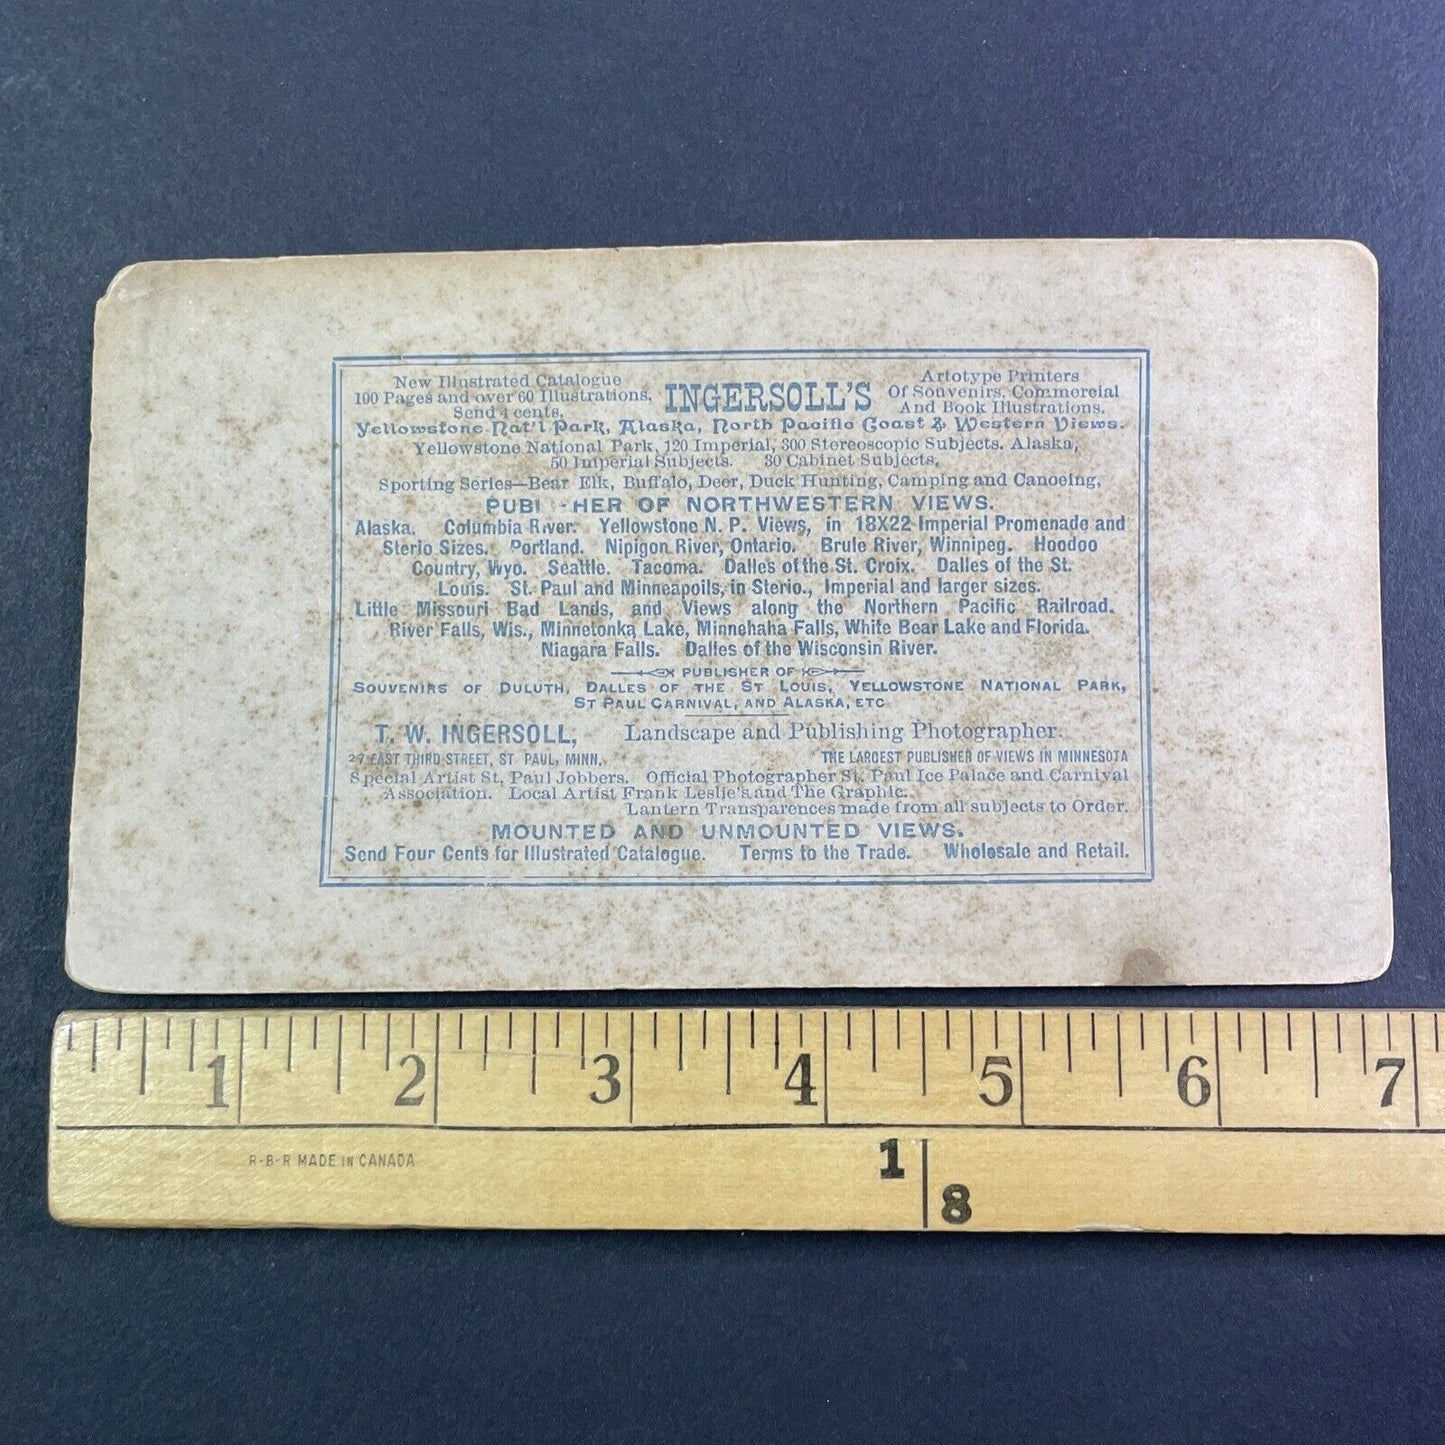 New Illustrated Catalogue
100 Pages and over 60 Illustrations,
Send 4 cents,
INGERSOLL'S
Artotype Printers
Of Souvenirs, Commercial
And Book Illustrations.
Yellowstone Nat'l Park, Alaska, North Pacific Coast & Western Views.
Yellowstone National Park, 120 Imperial, 300 Stereoscopic Subjects. Alaska,
50 Imperial Subjects. 30 Cabinet Subjects,
Sporting Series—Bear Elk, Buffalo, Deer, Duck Hunting, Camping and Canoeing,
PUBI HER OF NORTHWESTERN VIEWS.
Alaska. Columbia River. Yellowstone N. P. Views, in 18X22 Imperial Promenade and
Sterio Sizes. Portland. Nipigon River, Ontario. Brule River, Winnipeg. Hoodoo
Country, Wyo. Seattle. Tacoma. Dalles of the St. Croix. Dalles of the St.
Louis. St. Paul and Minneapoils, in Sterio., Imperial and larger sizes.
Little Missouri Bad Lands, and Views along the Northern Pacific Railroad.
River Falls, Wis., Minnetonka Lake, Minnehaha Falls, White Bear Lake and Florida.
Niagara Falls. Dalles of the Wisconsin River.
PUBLISHER OF
SOUVENIRS OF DULUTH, DALLES OF THE ST LOUIS, YELLOWSTONE NATIONAL PARK,
ST PAUL CARNIVAL, AND ALASKA, ETC
T. W. INGERSOLL, Landscape and Publishing Photographer.
27 EAST THIRD STREET, ST PAUL, MINN. THE LARGEST PUBLISHER OF VIEWS IN MINNESOTA
Special Artist St, Paul Jobbers. Official Photographer St. Paul Ice Palace and Carnival
Association. Local Artist Frank Leslie's and The Graphic.
Lantern Transparences made from all subjects to Order.
MOUNTED AND UNMOUNTED VIEWS.
Send Four Cents for Illustrated Catalogue. Terms to the Trade. Wholesale and Retail.
1 2 3 4 5 6 7
R-B-R MADE IN CANADA
1 8